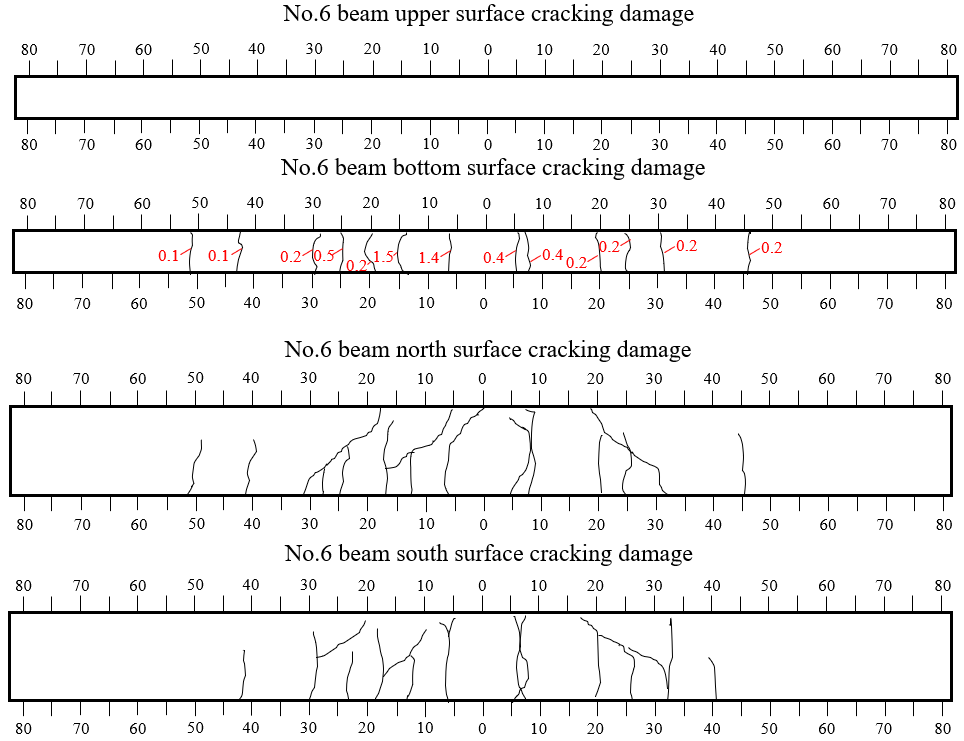 No.6 beam upper surface cracking damage
80 70 60 50 40 30 20 10 0 10 20 30 40 50 60 70 80
80 70 60 50 40 30 20 10 0 10 20 30 40 50 60 70 80
No.6 beam bottom surface cracking damage
80 70 60 50 40 30 20 10 0 10 20 30 40 50 60 70 80
0.1 0.1 0.2 0.5 0.2 1.5 1.4 0.4 0.4 0.2 0.2 0.2 0.2
80 70 60 50 40 30 20 10 0 10 20 30 40 50 60 70 80
No.6 beam north surface cracking damage
80 70 60 50 40 30 20 10 0 10 20 30 40 50 60 70 80
80 70 60 50 40 30 20 10 0 10 20 30 40 50 60 70 80
No.6 beam south surface cracking damage
80 70 60 50 40 30 20 10 0 10 20 30 40 50 60 70 80
80 70 60 50 40 30 20 10 0 10 20 30 40 50 60 70 80